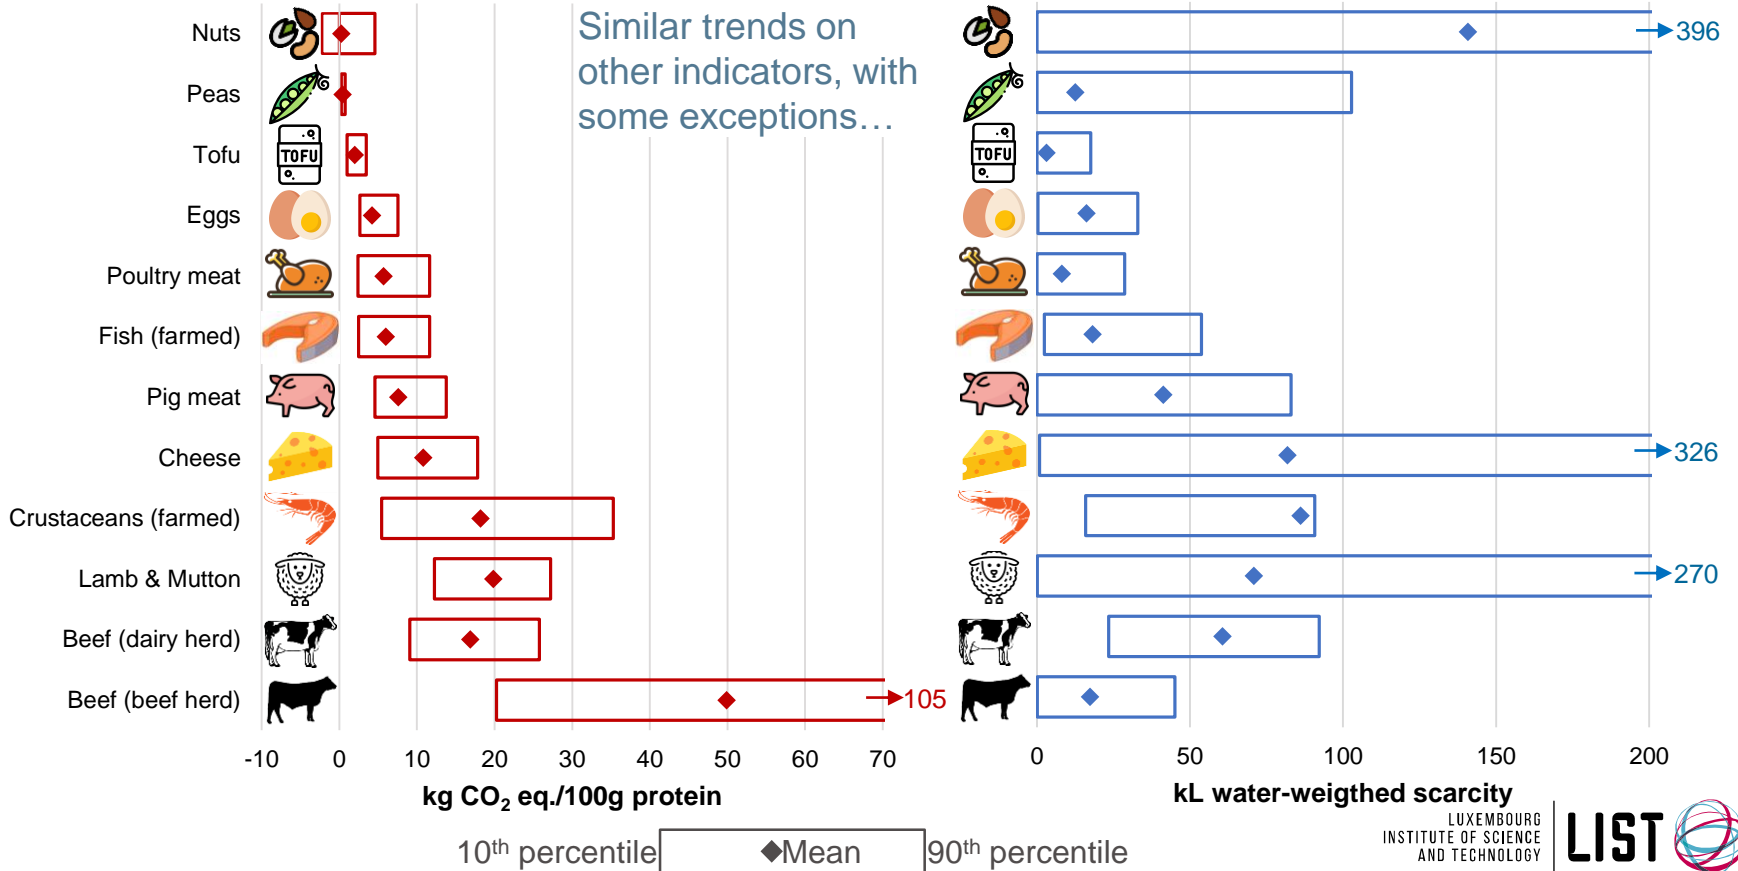 Similar trends on
other indicators, with
some exceptions…
Nuts
Peas
TOFU
Tofu
Eggs
Poultry meat
Fish (farmed)
Pig meat
Cheese
Crustaceans (farmed)
Lamb & Mutton
Beef (dairy herd)
Beef (beef herd)
105
-10 0 10 20 30 40 50 60 70
kg CO₂ eq./100g protein
396
TOFU
326
270
0 50 100 150 200
kL water-weigthed scarcity
10th percentile Mean 90th percentile
LUXEMBOURG
INSTITUTE OF SCIENCE
AND TECHNOLOGY
LIST